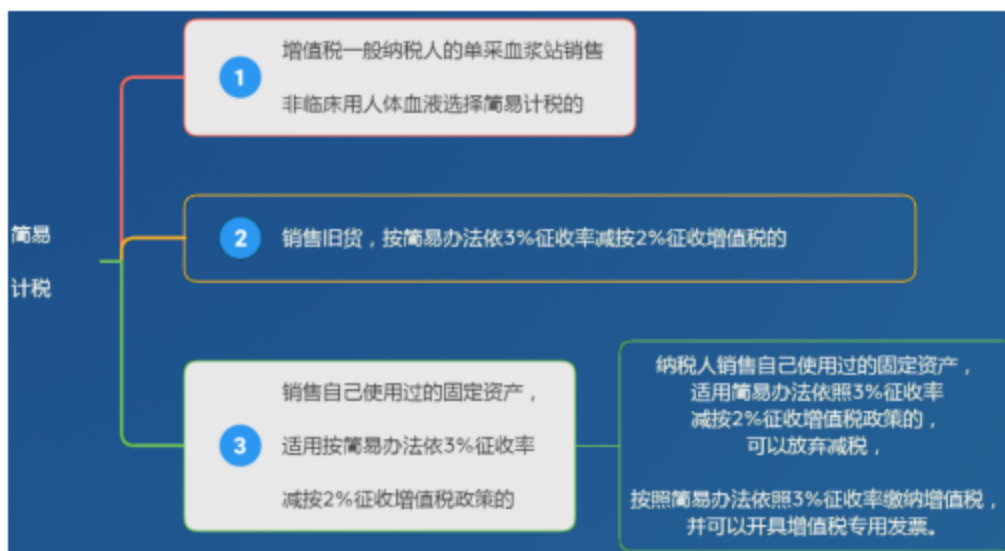 简易
计税
1
增值税一般纳税人的单采血浆站销售
非临床用人体血液选择简易计税的
2
销售旧货，按简易办法依3%征收率减按2%征收增值税的
3
销售自己使用过的固定资产，
适用按简易办法依3%征收率
减按2%征收增值税政策的
纳税人销售自己使用过的固定资产，
适用简易办法依照3%征收率
减按2%征收增值税政策的，
可以放弃减税，
按照简易办法依照3%征收率缴纳增值税，
并可以开具增值税专用发票。